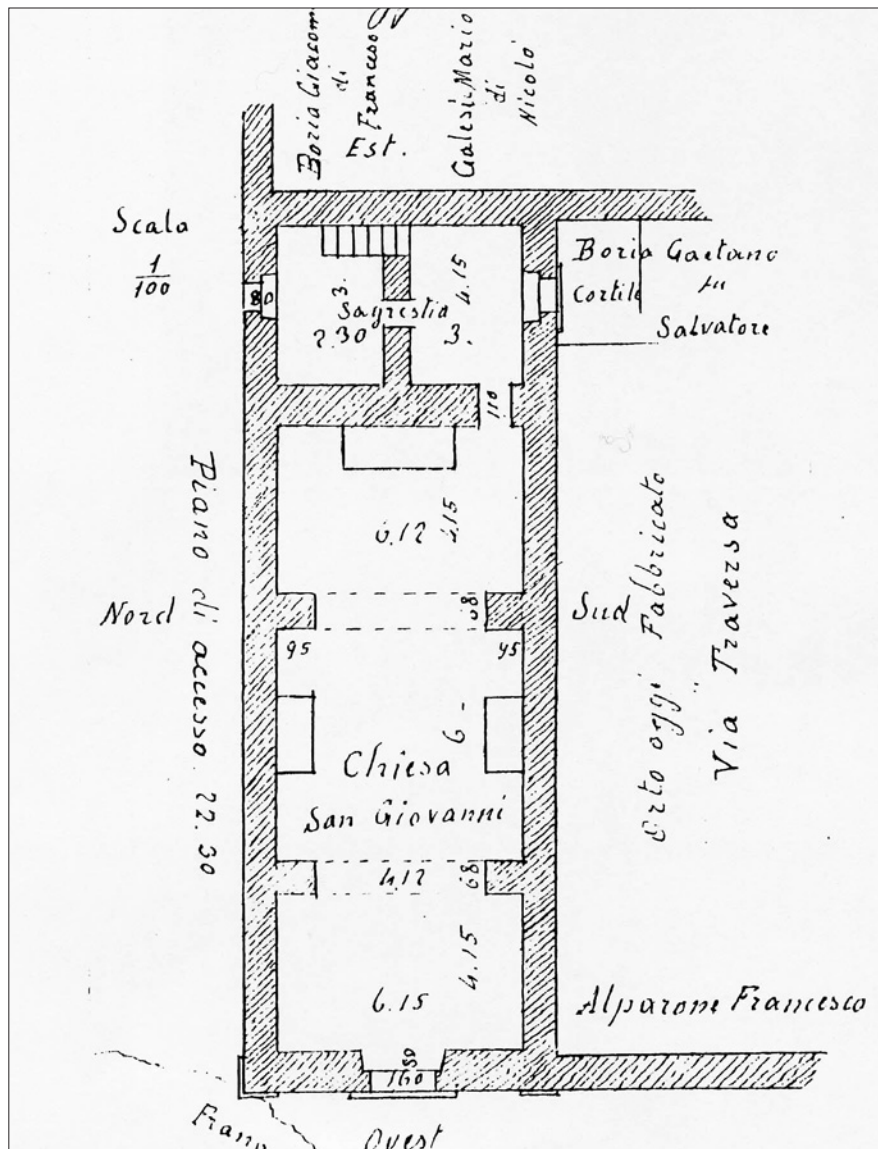 Boria Giacom
di
Francesco
Est.
Galesi Mario
di
Nicolò
Scala
1
100
80
3.
Sagrestia
2.30
4.15
3.
Boria Gaetano
fu
Cortile
Salvatore
110
6.12
4.15
Nord
68
Sud
95
95
Piano di accesso 22.30
6 -
Chiesa
San Giovanni
Orto oggi Fabbricato
Via Traversa
4.12
68
4.15
6.15
Alparone Francesco
80
160
Ovest